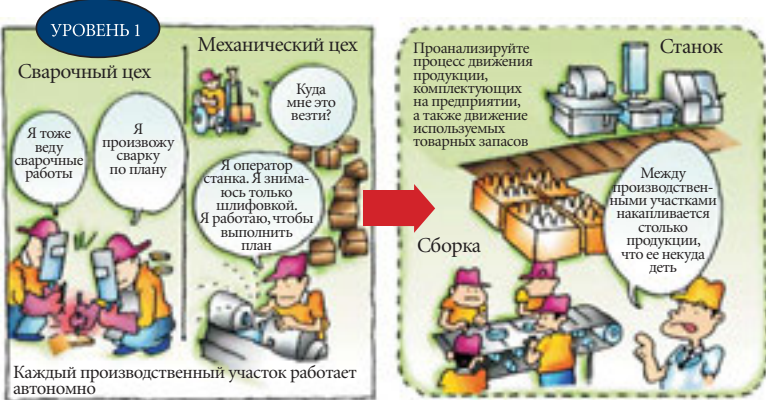 УРОВЕНЬ 1
Сварочный цех
Я тоже
веду
сварочные
работы
Я
произвожу
сварку
по плану
Механический цех
Куда
мне это
везти?
Я оператор
станка. Я знима-
юсь только
шлифовкой.
Я работаю, чтобы
выполнить
план
Каждый производственный участок работает
автономно
Проанализируйте
процесс движения
продукции,
комплектующих
на предприятии,
а также движение
используемых
товарных запасов
Станок
Между
производствен-
ными участками
накапливается
столько
продукции,
что ее некуда
деть
Сборка